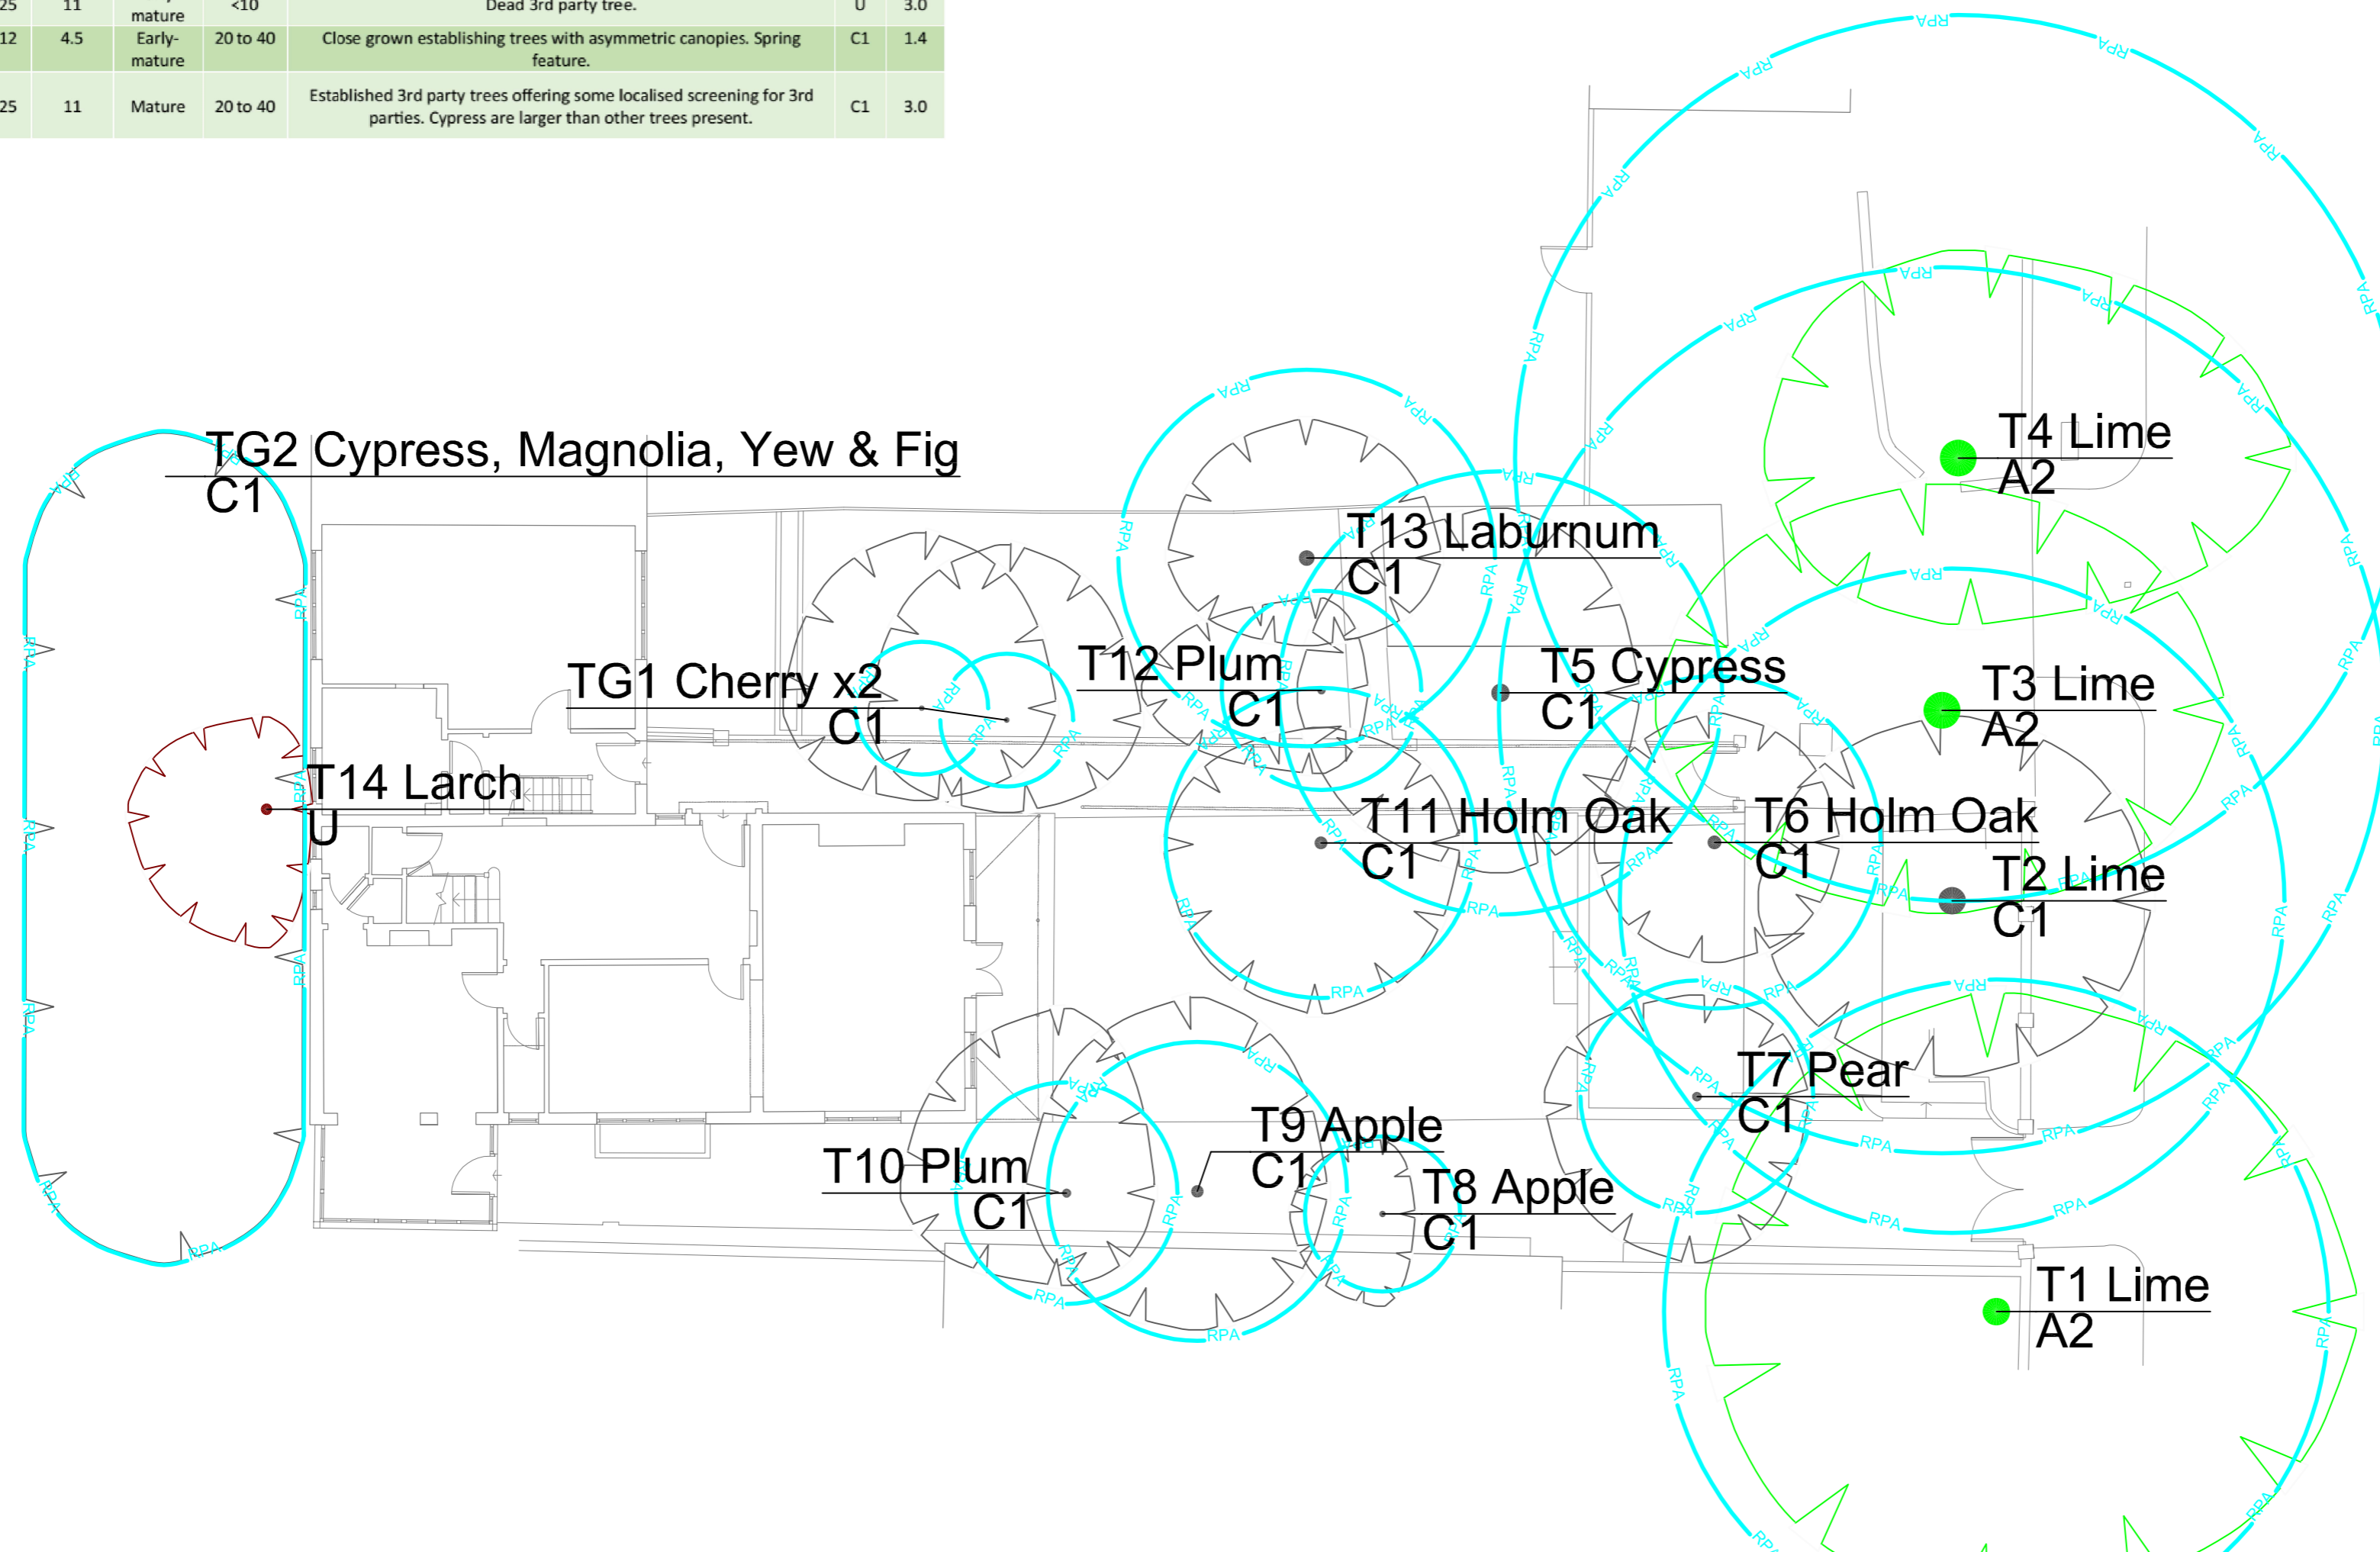 25 11 mature <10 Dead 3rd party tree. U 3.0
12 4.5 Early-mature 20 to 40 Close grown establishing trees with asymmetric canopies. Spring feature. C1 1.4
25 11 Mature 20 to 40 Established 3rd party trees offering some localised screening for 3rd parties. Cypress are larger than other trees present. C1 3.0
TG2 Cypress, Magnolia, Yew & Fig
C1
T4 Lime
A2
T13 Laburnum
C1
TG1 Cherry x2
C1
T12 Plum
C1
T5 Cypress
C1
T3 Lime
A2
T14 Larch
U
T11 Holm Oak
C1
T6 Holm Oak
C1
T2 Lime
C1
T7 Pear
C1
T10 Plum
C1
T9 Apple
C1
T8 Apple
C1
T1 Lime
A2
RPA